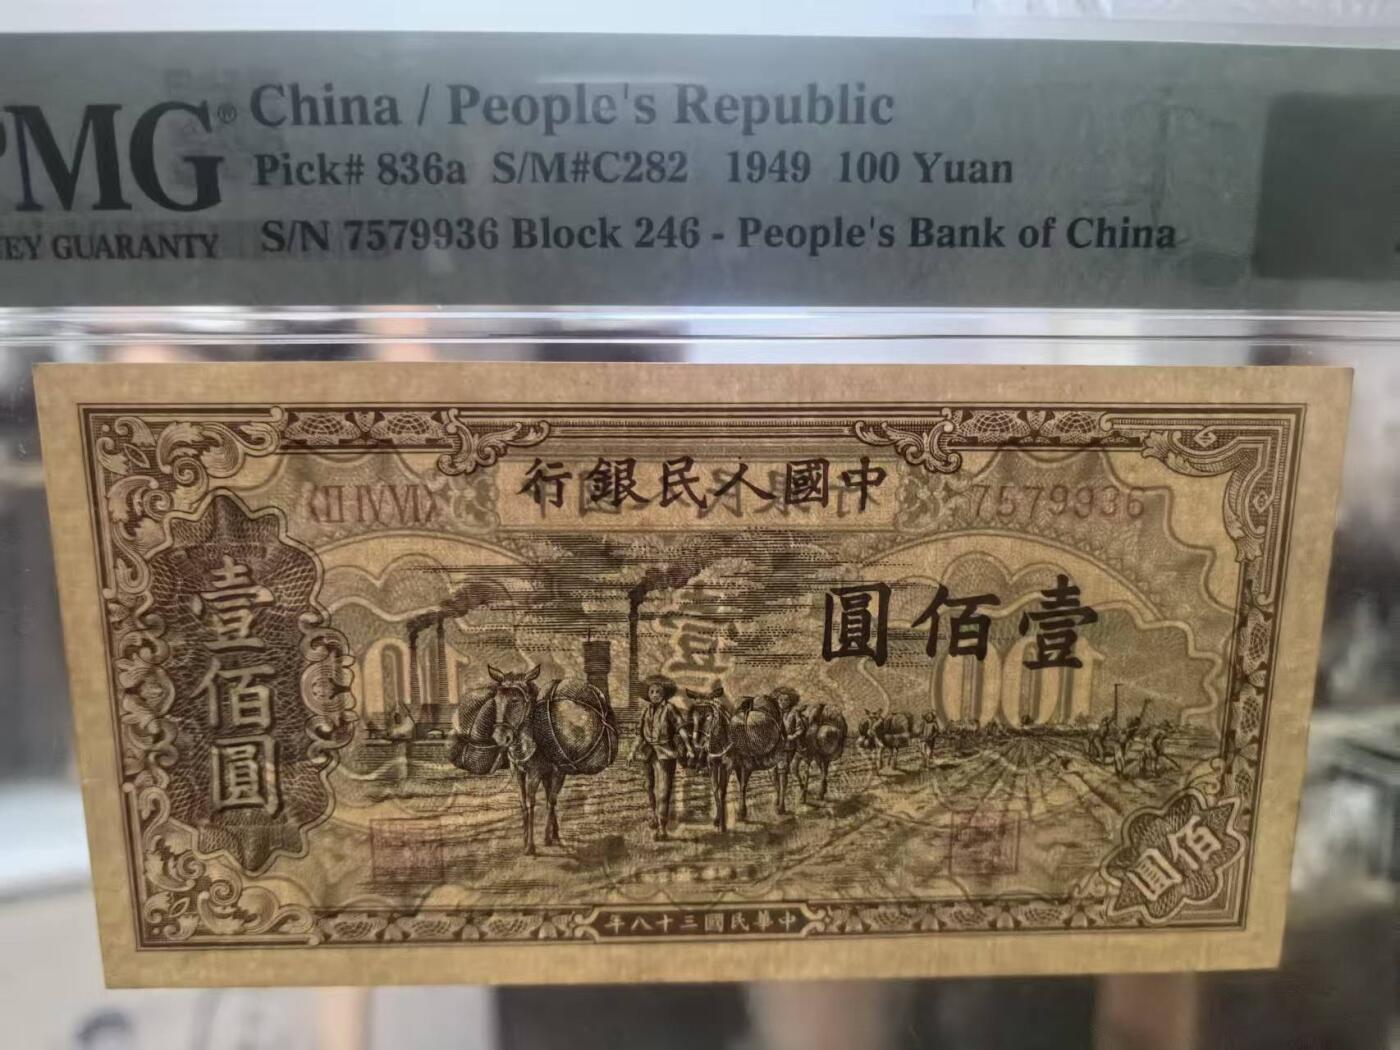 PMG® China / People's Republic
Pick# 836a S/M#C282 1949 100 Yuan
EY GUARANTY S/N 7579936 Block 246 - People's Bank of China
行銀民人國中
7579936
圓佰壹
壹佰圓
佰圓
年八十三國民華中